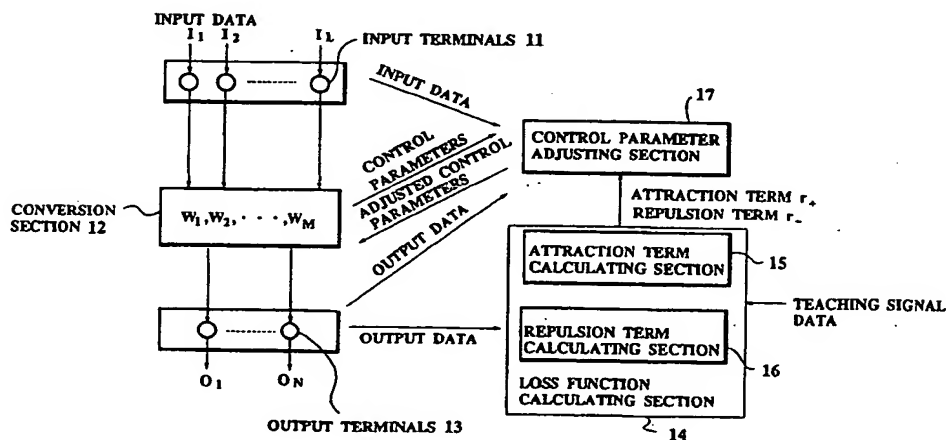 INPUT DATA
I1 I2 IL
INPUT TERMINALS 11
INPUT DATA
17
CONTROL PARAMETER
ADJUSTING SECTION
CONTROL
PARAMETERS
ADJUSTED CONTROL
PARAMETERS
ATTRACTION TERM r+
REPULSION TERM r-
CONVERSION
SECTION 12
W1, W2, · · · , WM
OUTPUT DATA
ATTRACTION TERM
CALCULATING SECTION
15
TEACHING SIGNAL
DATA
OUTPUT DATA
REPULSION TERM
CALCULATING SECTION
16
O1 ON
LOSS FUNCTION
CALCULATING SECTION
OUTPUT TERMINALS 13
14